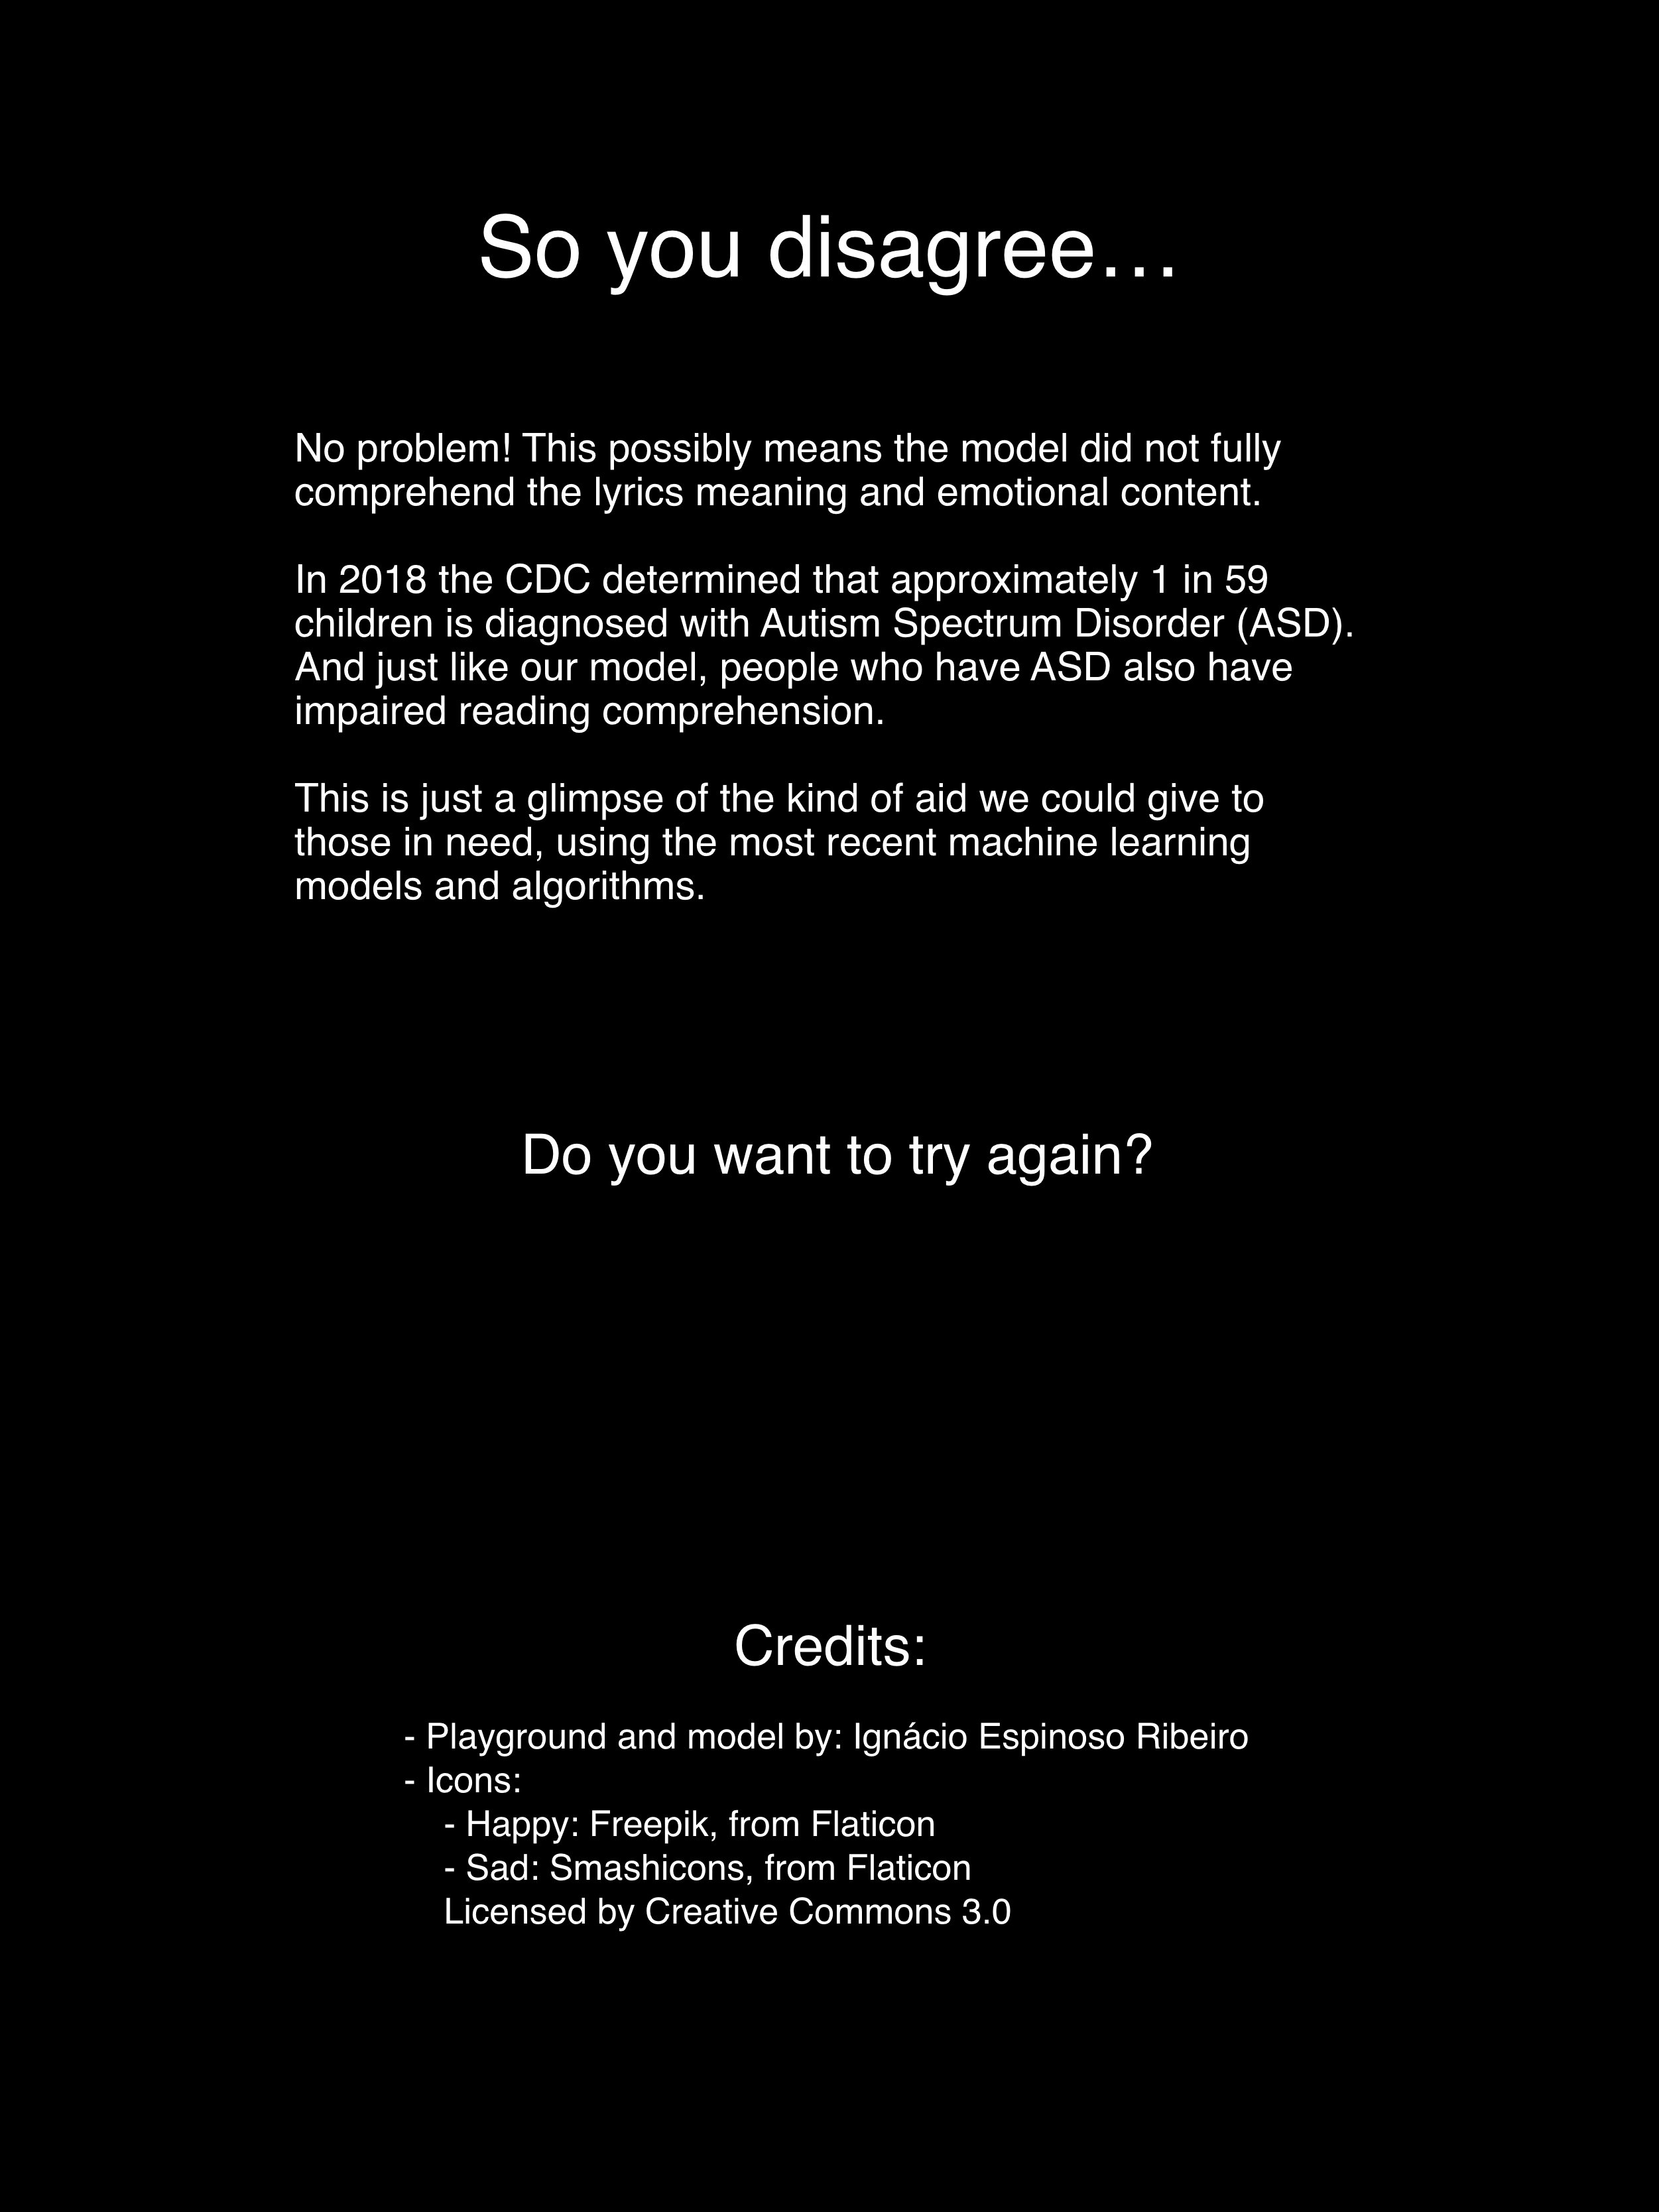 So you disagree…
No problem! This possibly means the model did not fully
comprehend the lyrics meaning and emotional content.
In 2018 the CDC determined that approximately 1 in 59
children is diagnosed with Autism Spectrum Disorder (ASD).
And just like our model, people who have ASD also have
impaired reading comprehension.
This is just a glimpse of the kind of aid we could give to
those in need, using the most recent machine learning
models and algorithms.
Do you want to try again?
Credits:
- Playground and model by: Ignácio Espinoso Ribeiro
- Icons:
- Happy: Freepik, from Flaticon
- Sad: Smashicons, from Flaticon
Licensed by Creative Commons 3.0